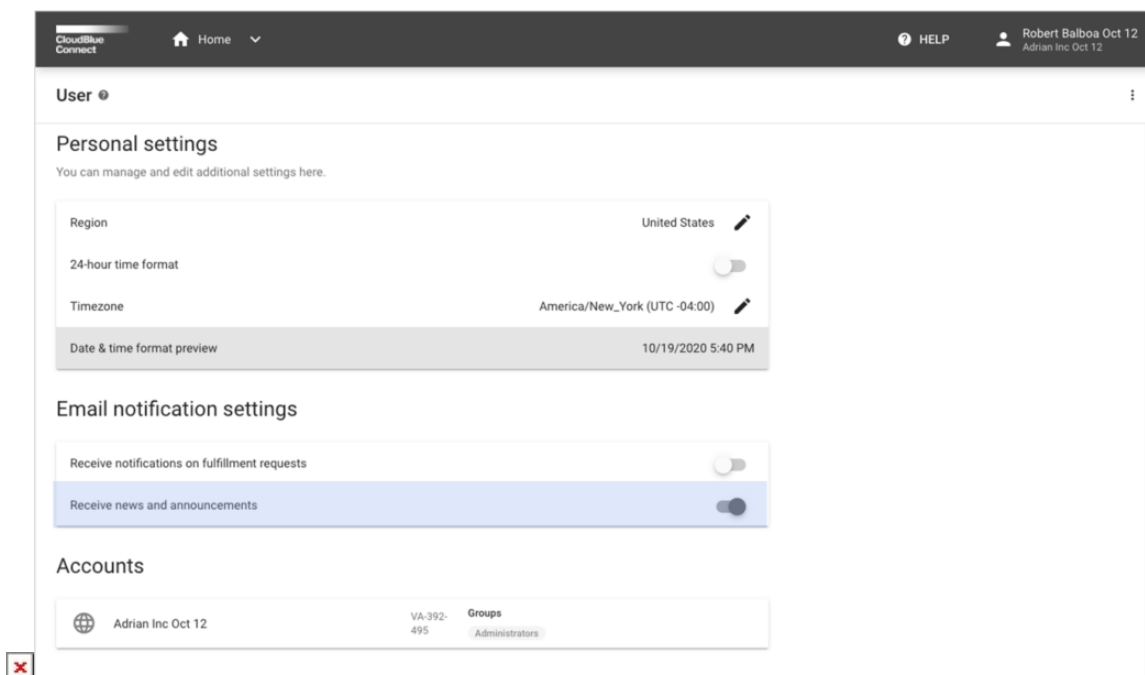 CloudBlue
Connect
Home
HELP
Robert Balboa Oct 12
Adrian Inc Oct 12
User
Personal settings
You can manage and edit additional settings here.
Region
United States
24-hour time format
Timezone
America/New_York (UTC -04:00)
Date & time format preview
10/19/2020 5:40 PM
Email notification settings
Receive notifications on fulfillment requests
Receive news and announcements
Accounts
Adrian Inc Oct 12
VA-392-
495
Groups
Administrators